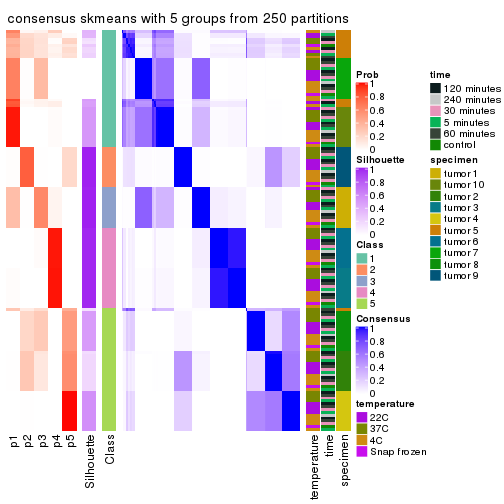 consensus skmeans with 5 groups from 250 partitions
p1
p2
p3
p4
p5
Silhouette
Class
temperature
time
specimen
Prob
1
0.8
0.6
0.4
0.2
0
Silhouette
1
0.8
0.6
0.4
0.2
0
Class
1
2
3
4
5
Consensus
1
0.8
0.6
0.4
0.2
0
temperature
22C
37C
4C
Snap frozen
time
120 minutes
240 minutes
30 minutes
5 minutes
60 minutes
control
specimen
tumor 1
tumor 10
tumor 2
tumor 3
tumor 4
tumor 5
tumor 6
tumor 7
tumor 8
tumor 9